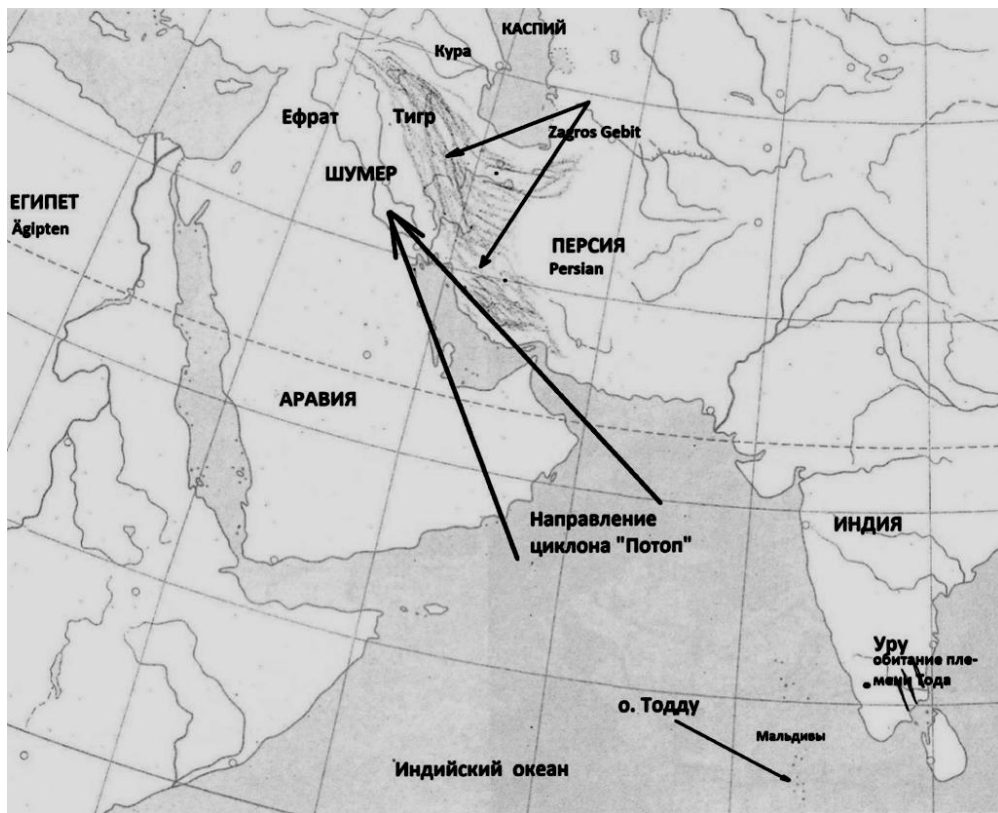 КАСПИЙ
Кура
Ефрат
Тигр
Zagros Gebit
ШУМЕР
ЕГИПЕТ
Ägipten
ПЕРСИЯ
Persian
АРАВИЯ
Направление
циклона "Потоп"
ИНДИЯ
Уру
обитание пле-
мени Тода
о. Тодду
Мальдивы
Индийский океан